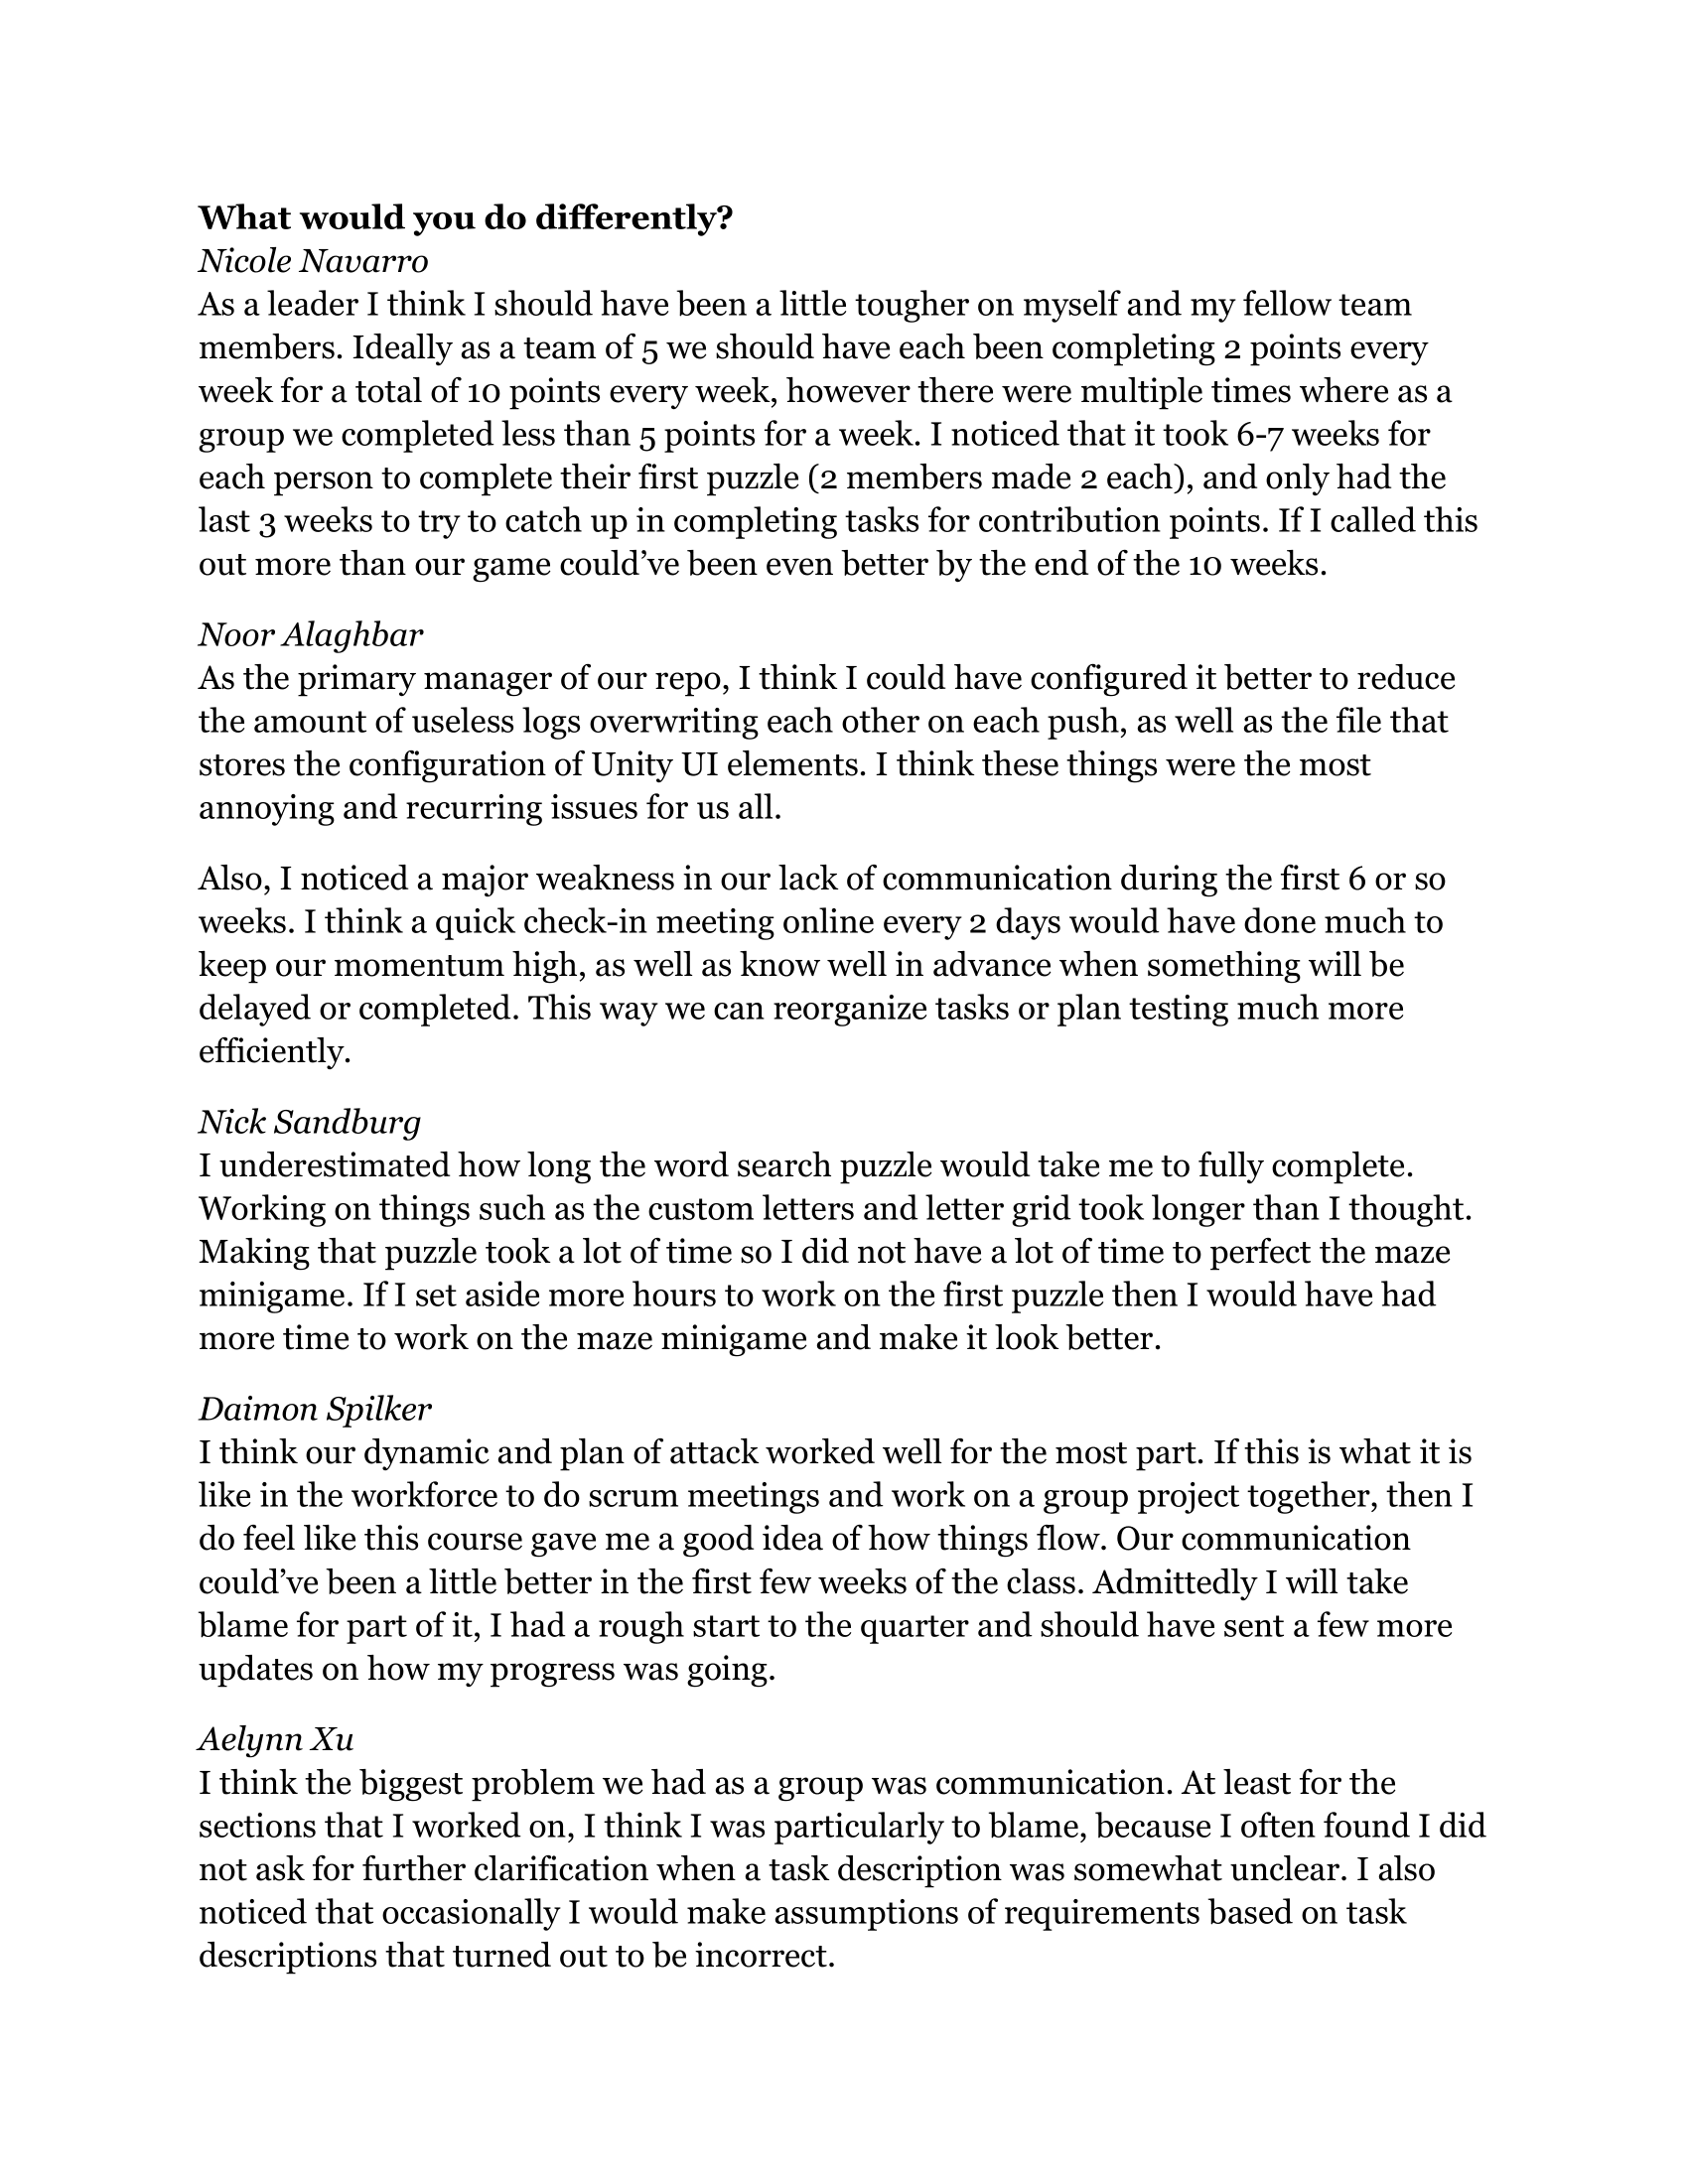 What would you do differently?
Nicole Navarro
As a leader I think I should have been a little tougher on myself and my fellow team
members. Ideally as a team of 5 we should have each been completing 2 points every
week for a total of 10 points every week, however there were multiple times where as a
group we completed less than 5 points for a week. I noticed that it took 6-7 weeks for
each person to complete their first puzzle (2 members made 2 each), and only had the
last 3 weeks to try to catch up in completing tasks for contribution points. If I called this
out more than our game could’ve been even better by the end of the 10 weeks.
Noor Alaghbar
As the primary manager of our repo, I think I could have configured it better to reduce
the amount of useless logs overwriting each other on each push, as well as the file that
stores the configuration of Unity UI elements. I think these things were the most
annoying and recurring issues for us all.
Also, I noticed a major weakness in our lack of communication during the first 6 or so
weeks. I think a quick check-in meeting online every 2 days would have done much to
keep our momentum high, as well as know well in advance when something will be
delayed or completed. This way we can reorganize tasks or plan testing much more
efficiently.
Nick Sandburg
I underestimated how long the word search puzzle would take me to fully complete.
Working on things such as the custom letters and letter grid took longer than I thought.
Making that puzzle took a lot of time so I did not have a lot of time to perfect the maze
minigame. If I set aside more hours to work on the first puzzle then I would have had
more time to work on the maze minigame and make it look better.
Daimon Spilker
I think our dynamic and plan of attack worked well for the most part. If this is what it is
like in the workforce to do scrum meetings and work on a group project together, then I
do feel like this course gave me a good idea of how things flow. Our communication
could’ve been a little better in the first few weeks of the class. Admittedly I will take
blame for part of it, I had a rough start to the quarter and should have sent a few more
updates on how my progress was going.
Aelynn Xu
I think the biggest problem we had as a group was communication. At least for the
sections that I worked on, I think I was particularly to blame, because I often found I did
not ask for further clarification when a task description was somewhat unclear. I also
noticed that occasionally I would make assumptions of requirements based on task
descriptions that turned out to be incorrect.